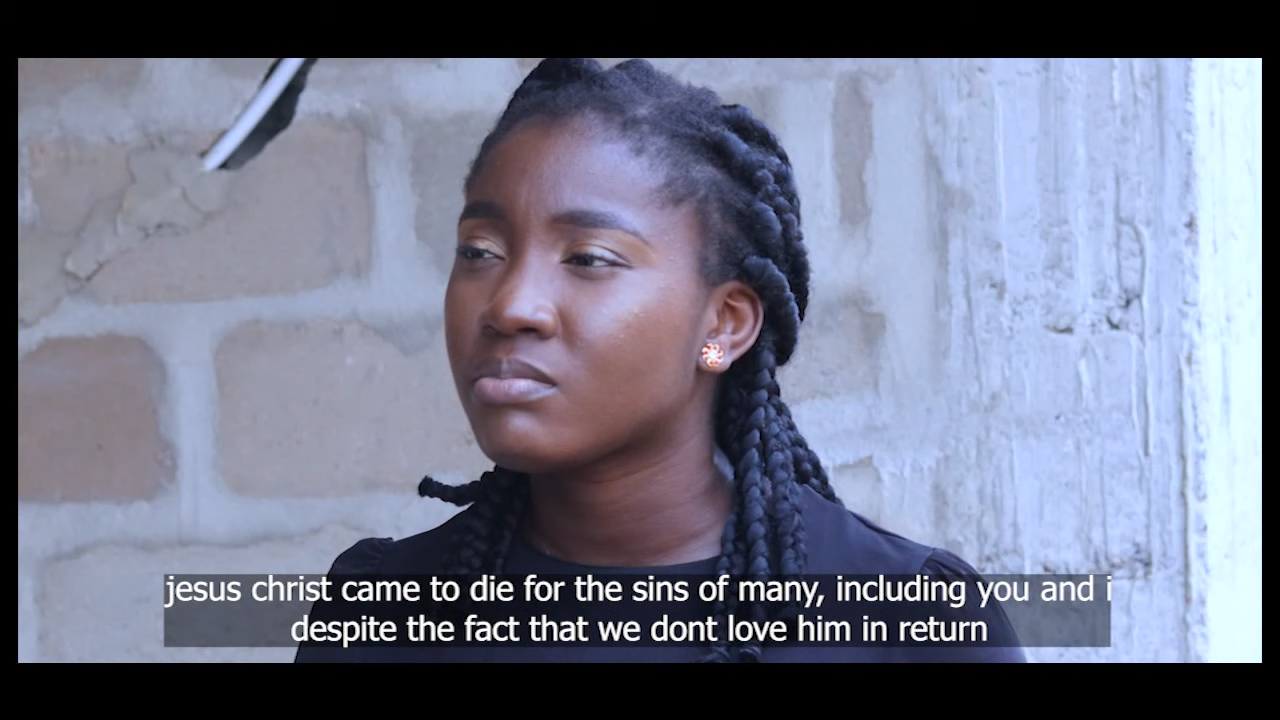 jesus christ came to die for the sins of many, including you and i
despite the fact that we dont love him in return